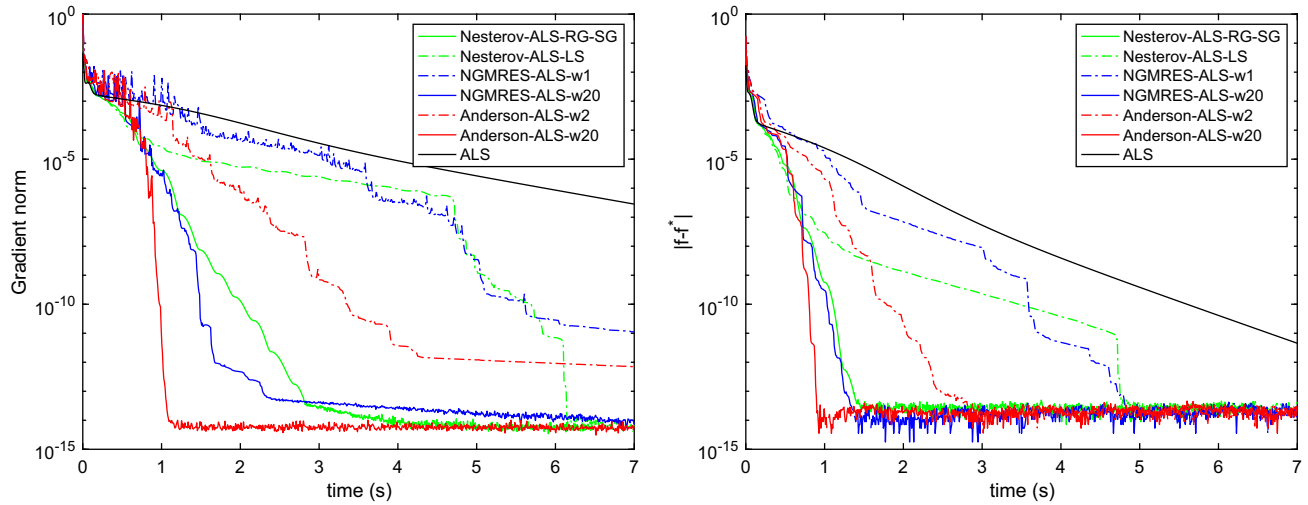 10^0
10^-5
10^-10
10^-15
Gradient norm
0 1 2 3 4 5 6 7
time (s)
Nesterov-ALS-RG-SG
Nesterov-ALS-LS
NGMRES-ALS-w1
NGMRES-ALS-w20
Anderson-ALS-w2
Anderson-ALS-w20
ALS
10^0
10^-5
10^-10
10^-15
|f-f^*|
0 1 2 3 4 5 6 7
time (s)
Nesterov-ALS-RG-SG
Nesterov-ALS-LS
NGMRES-ALS-w1
NGMRES-ALS-w20
Anderson-ALS-w2
Anderson-ALS-w20
ALS